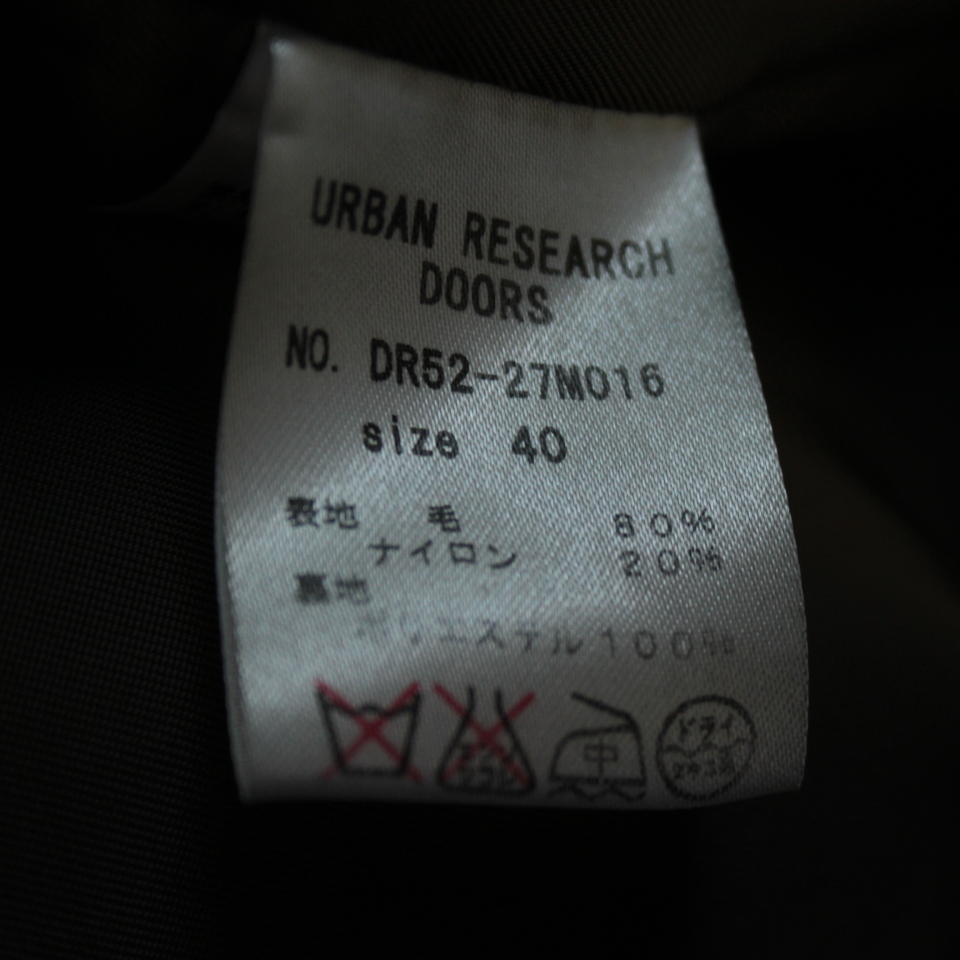 URBAN RESEARCH
DOORS
NO. DR52-27M016
size 40
表地 毛 80%
ナイロン 20%
裏地
ポリエステル100%
中
ドライ